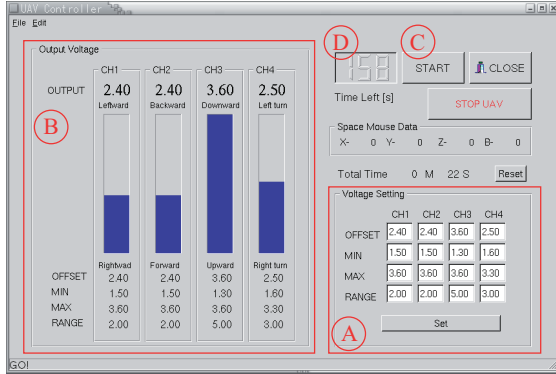 UAV Controller
File Edit
Output Voltage
CH1 CH2 CH3 CH4
OUTPUT 2.40 2.40 3.60 2.50
Leftward Backward Downward Left turn
B
Rightwad Forward Upward Right turn
OFFSET 2.40 2.40 3.60 2.50
MIN 1.50 1.50 1.30 1.60
MAX 3.60 3.60 3.60 3.30
RANGE 2.00 2.00 5.00 3.00
D C
158 START CLOSE
Time Left [s] STOP UAV
Space Mouse Data
X- 0 Y- 0 Z- 0 B- 0
Total Time 0 M 22 S Reset
Voltage Setting
CH1 CH2 CH3 CH4
OFFSET 2.40 2.40 3.60 2.50
MIN 1.50 1.50 1.30 1.60
MAX 3.60 3.60 3.60 3.30
RANGE 2.00 2.00 5.00 3.00
A Set
GO!